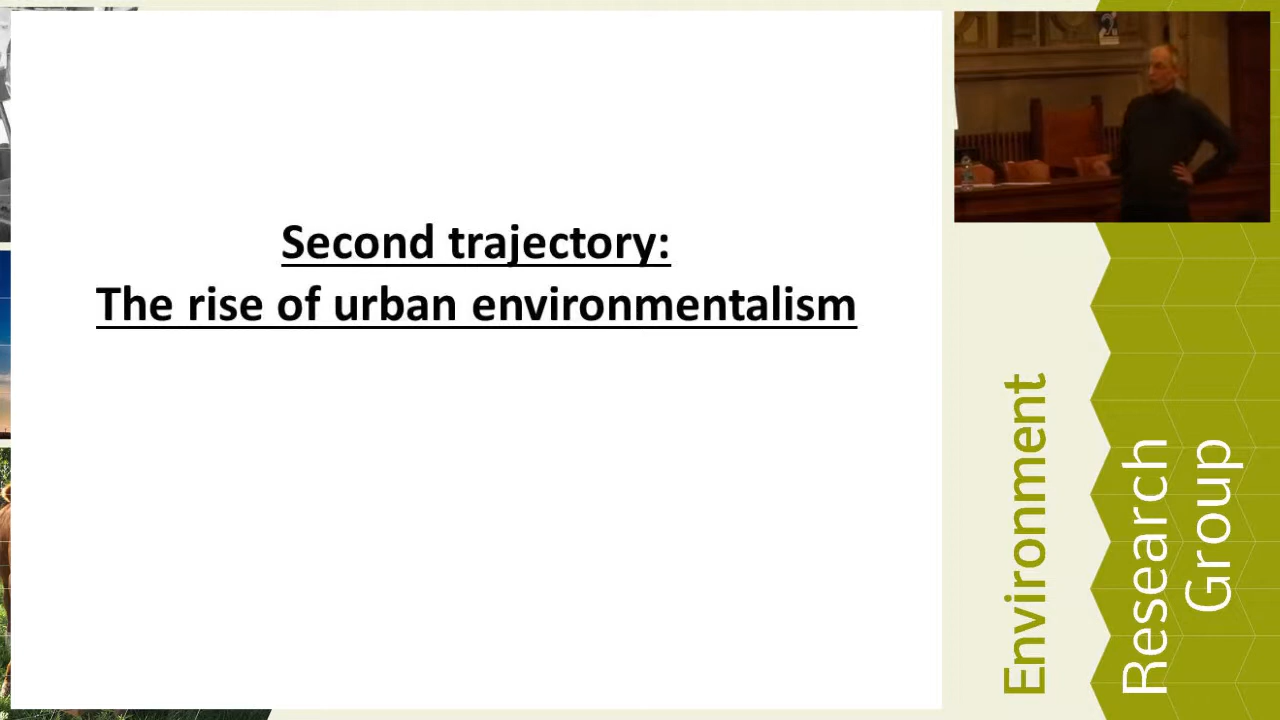 Second trajectory:
The rise of urban environmentalism
Environment
Research
Group